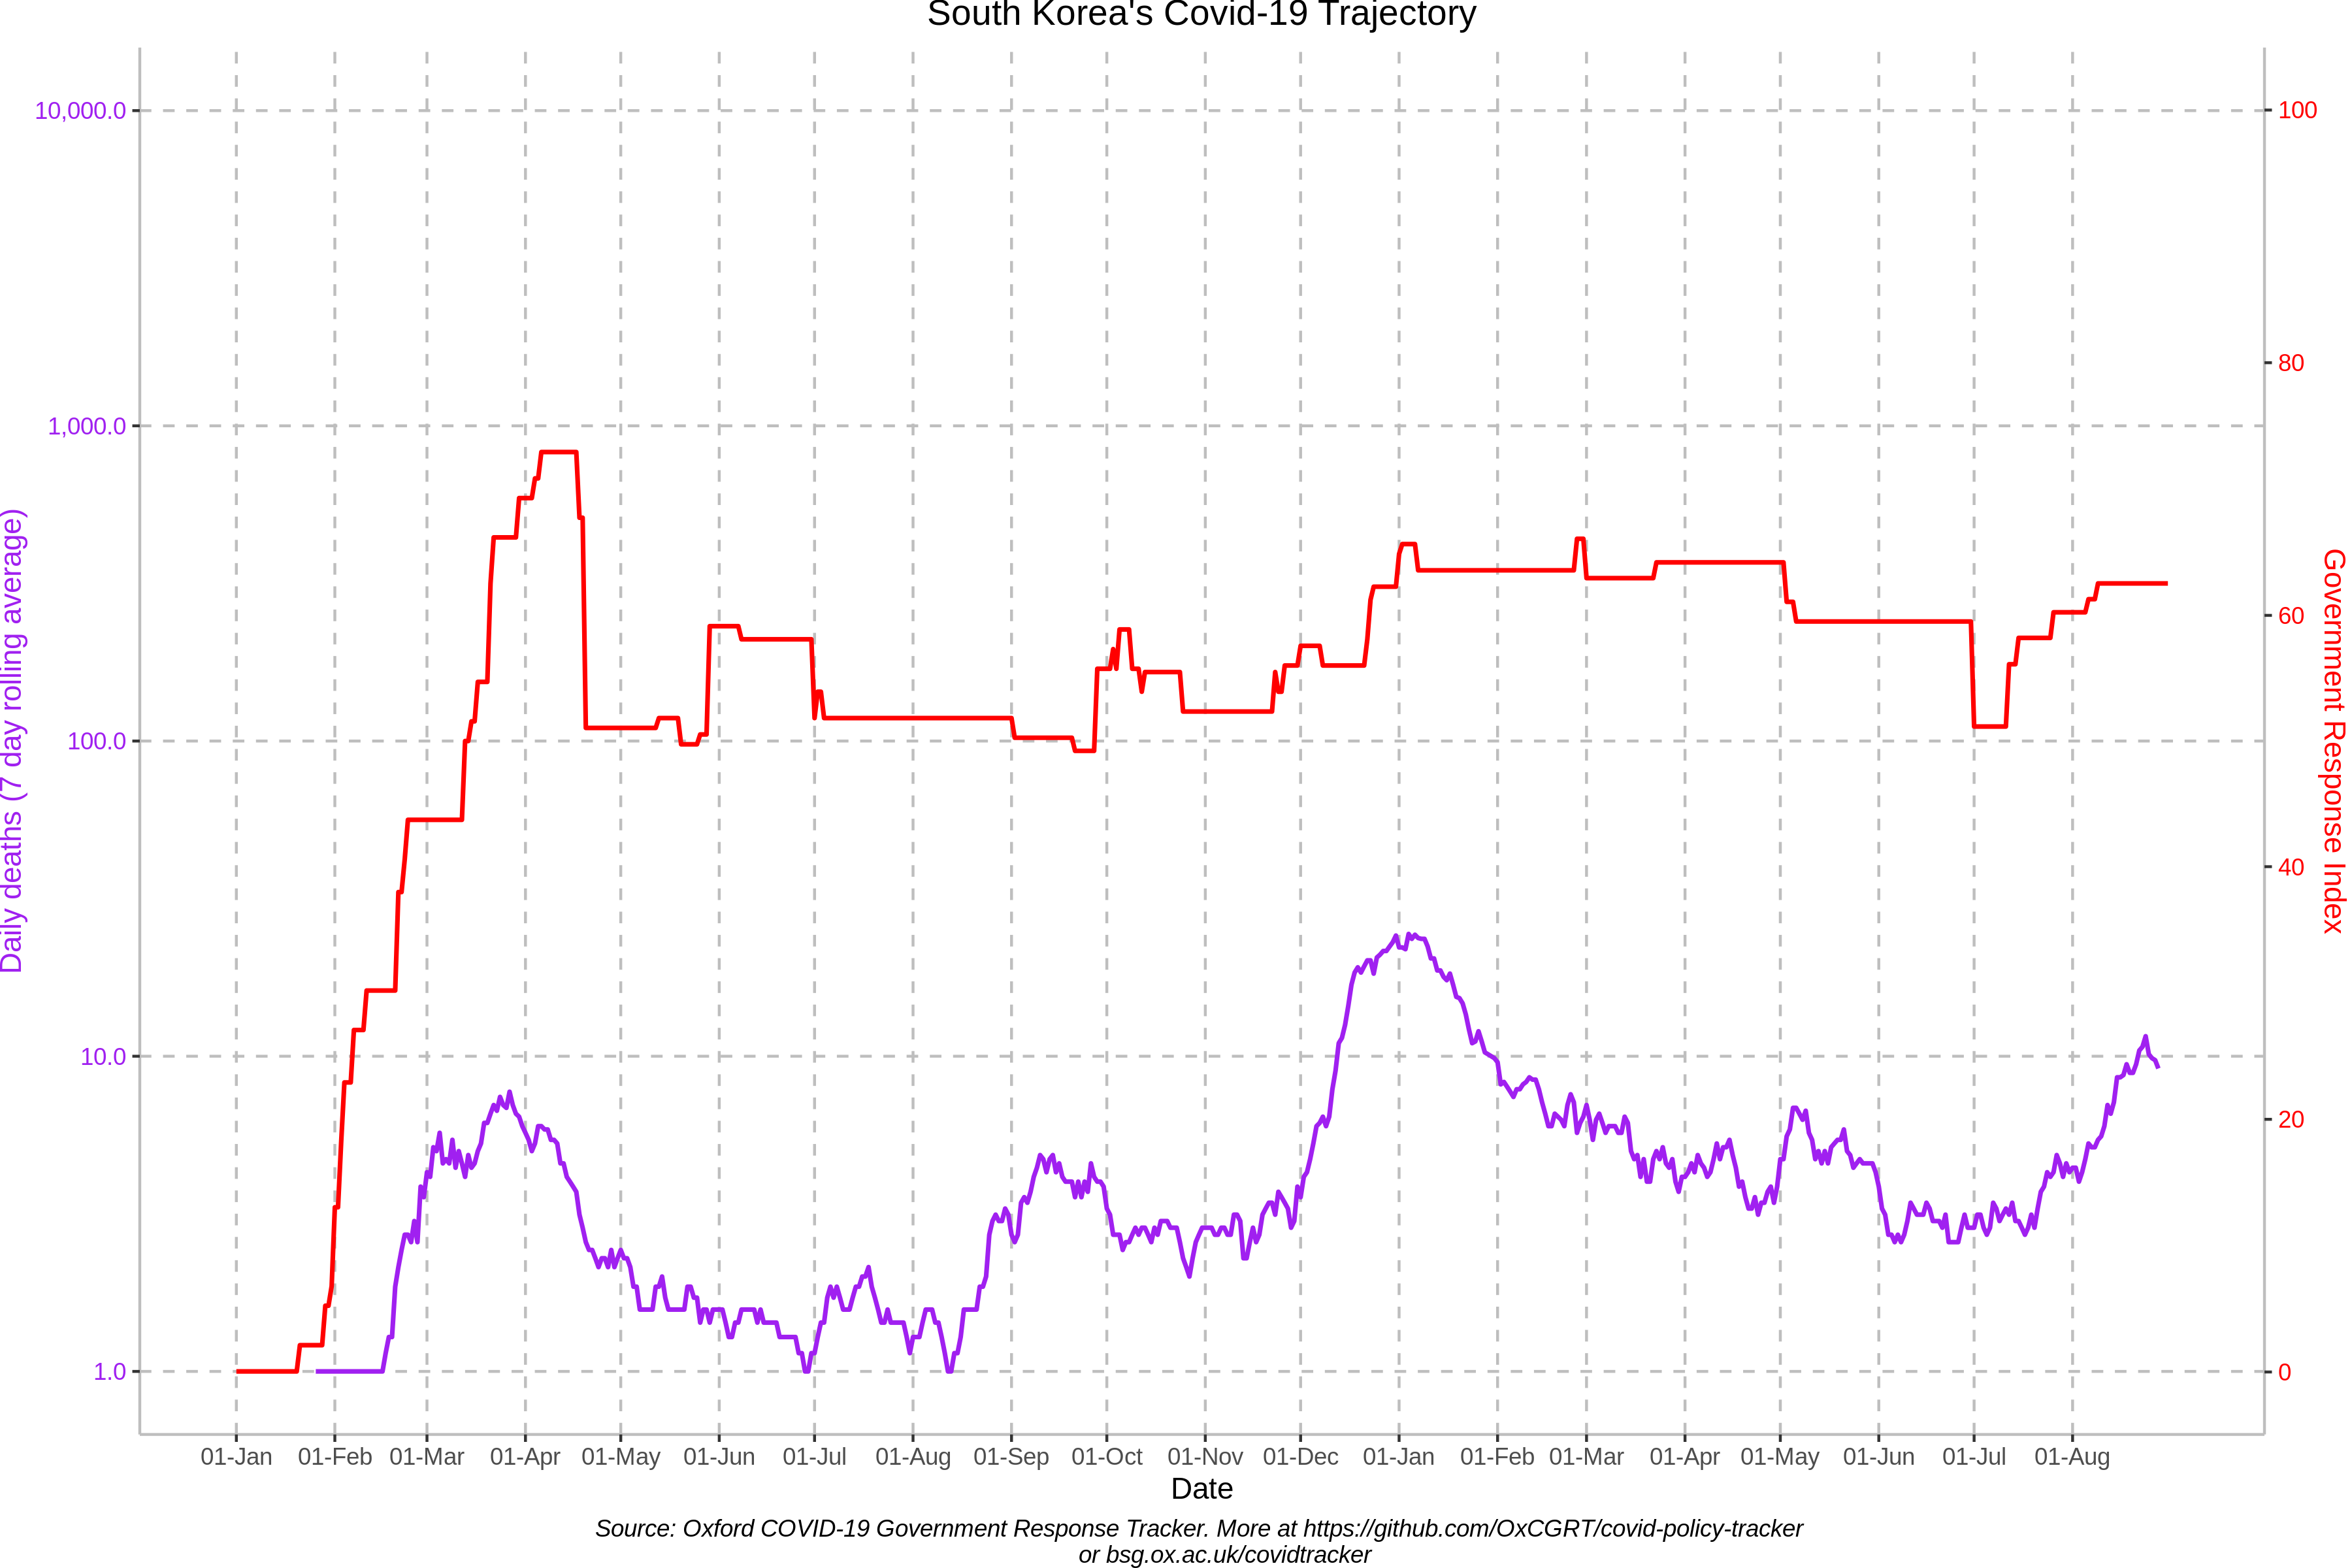 South Korea's Covid-19 Trajectory
10,000.0
1,000.0
100.0
10.0
1.0
Daily deaths (7 day rolling average)
100
80
60
40
20
0
Government Response Index
01-Jan 01-Feb 01-Mar 01-Apr 01-May 01-Jun 01-Jul 01-Aug 01-Sep 01-Oct 01-Nov 01-Dec 01-Jan 01-Feb 01-Mar 01-Apr 01-May 01-Jun 01-Jul 01-Aug
Date
Source: Oxford COVID-19 Government Response Tracker. More at https://github.com/OxCGRT/covid-policy-tracker
or bsg.ox.ac.uk/covidtracker